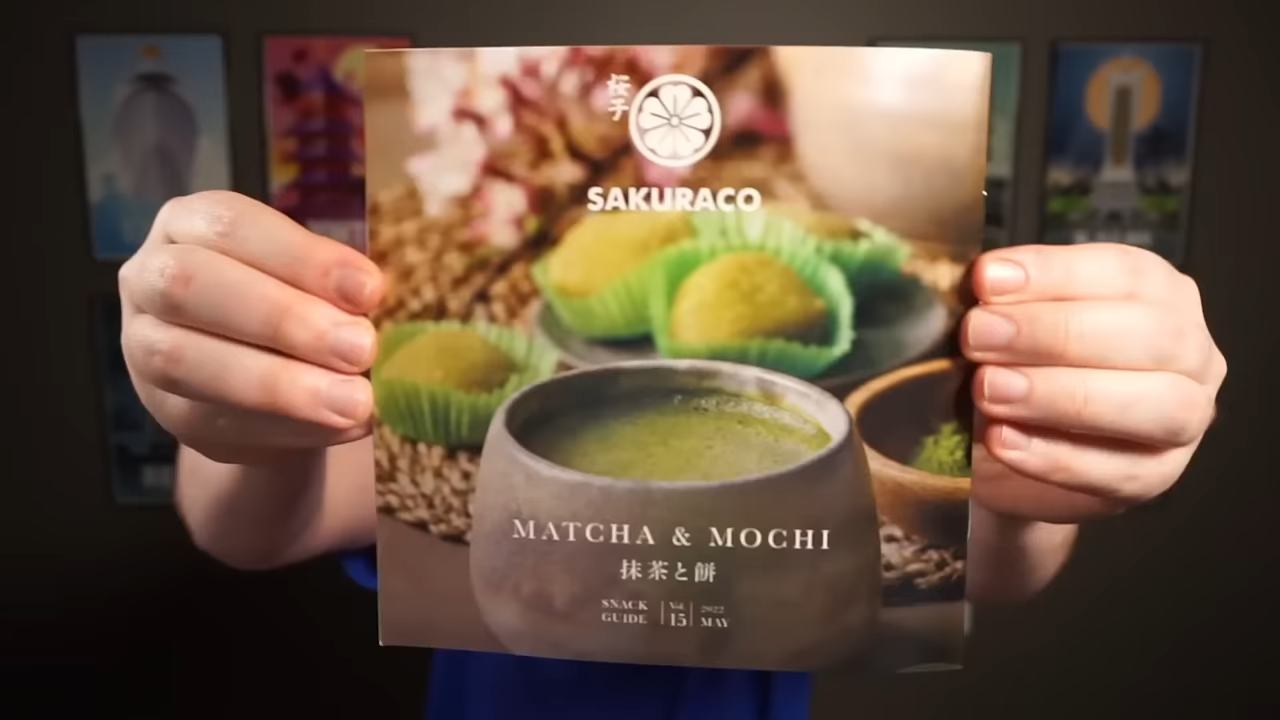 桜子
SAKURACO
MATCHA & MOCHI
抹茶と餅
SNACK GUIDE
Vol. 15
2022 MAY